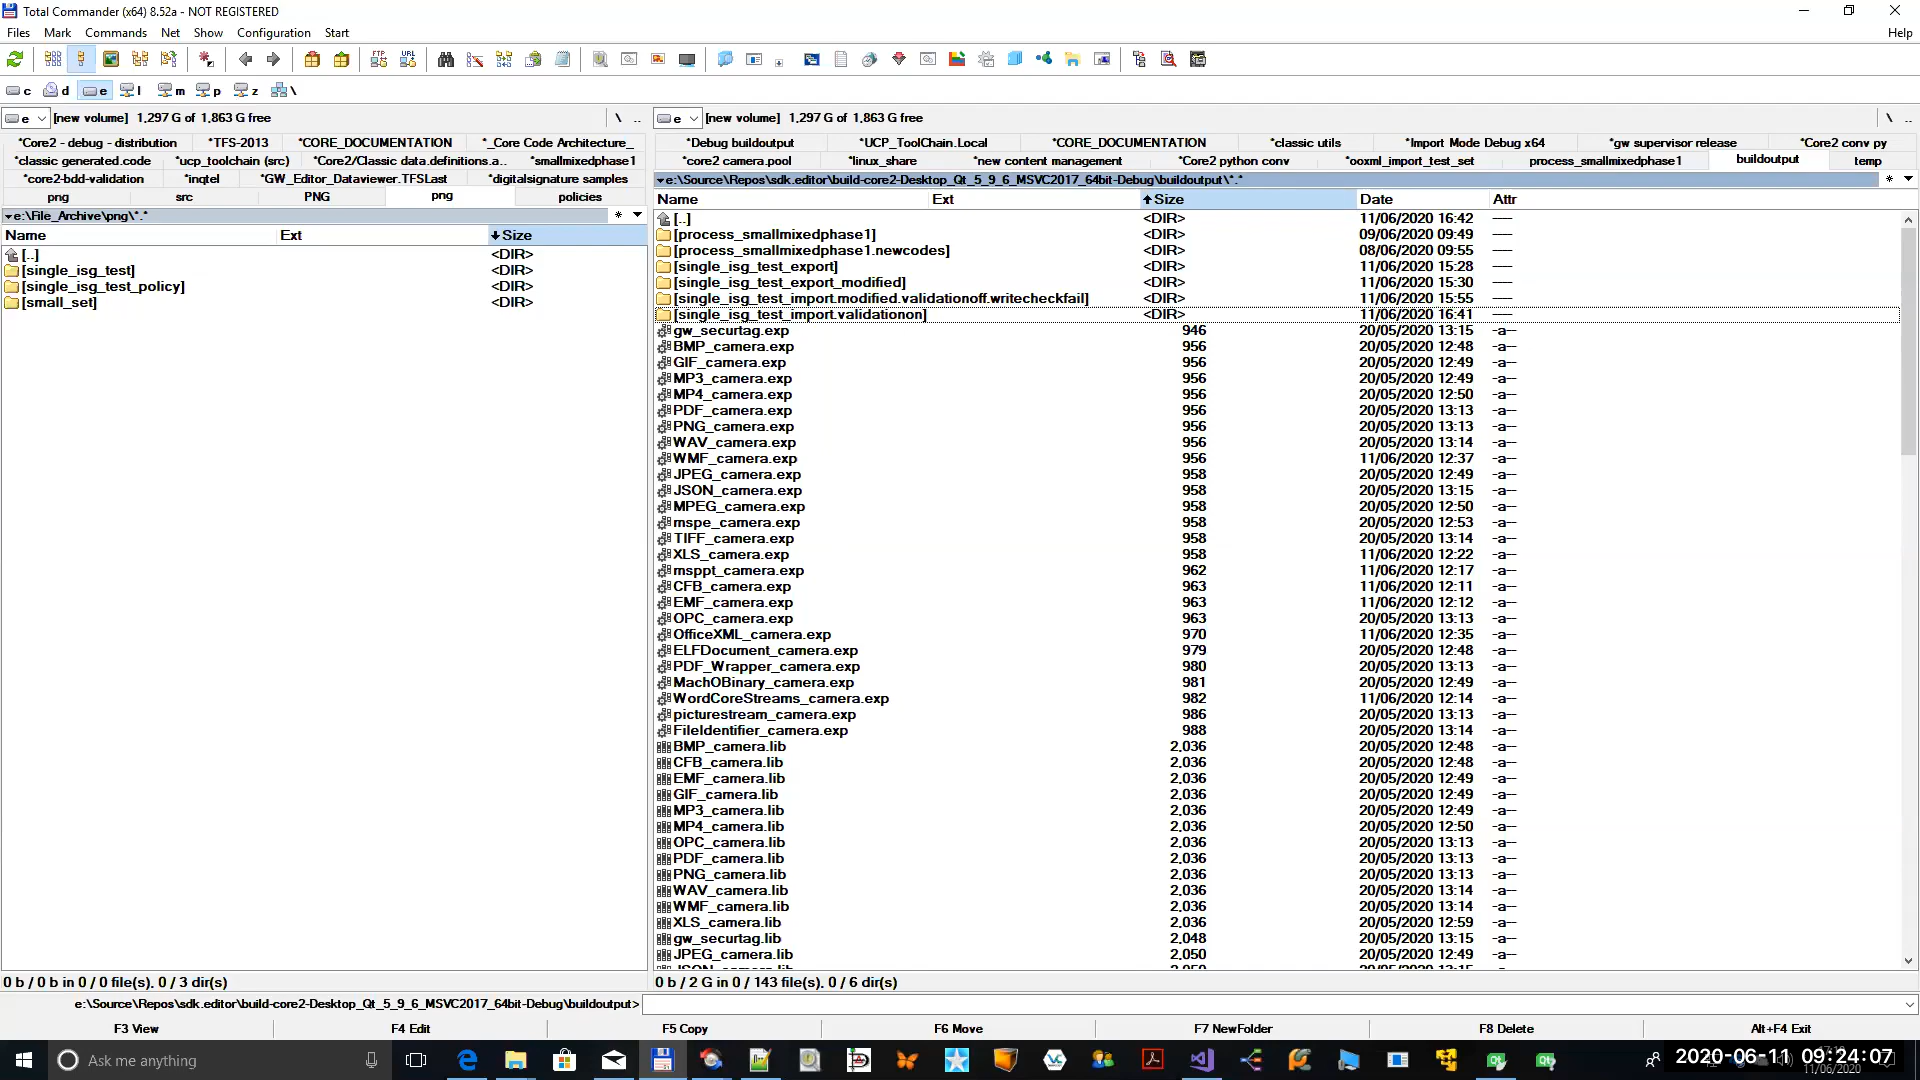 Total Commander (x64) 8.52a - NOT REGISTERED
Files Mark Commands Net Show Configuration Start Help
c d e l m p z \
e [new volume] 1,297 G of 1,863 G free \ ..
*Core2 - debug - distribution *TFS-2013 *CORE_DOCUMENTATION *_Core Code Architecture_
*classic generated.code *ucp_toolchain (src) *Core2/Classic data.definitions.a.. *smallmixedphase1
*core2-bdd-validation *inqtel *GW_Editor_Dataviewer.TFSLast *digitalsignature samples
png src PNG png policies
e:\File_Archive\png\*.* *
Name Ext Size
[..] <DIR>
[single_isg_test] <DIR>
[single_isg_test_policy] <DIR>
[small_set] <DIR>
0 b / 0 b in 0 / 0 file(s), 0 / 3 dir(s)
e [new volume] 1,297 G of 1,863 G free \ ..
*Debug buildoutput *UCP_ToolChain.Local *CORE_DOCUMENTATION *classic utils *Import Mode Debug x64 *gw supervisor release *Core2 conv py
*core2 camera.pool *linux_share *new content management *Core2 python conv *ooxml_import_test_set process_smallmixedphase1 buildoutput temp
e:\Source\Repos\sdk.editor\build-core2-Desktop_Qt_5_9_6_MSVC2017_64bit-Debug\buildoutput\*.* *
Name Ext Size Date Attr
[..] <DIR> 11/06/2020 16:42 ----
[process_smallmixedphase1] <DIR> 09/06/2020 09:49 ----
[process_smallmixedphase1.newcodes] <DIR> 08/06/2020 09:55 ----
[single_isg_test_export] <DIR> 11/06/2020 15:28 ----
[single_isg_test_export_modified] <DIR> 11/06/2020 15:30 ----
[single_isg_test_import.modified.validationoff.writecheckfail] <DIR> 11/06/2020 15:55 ----
[single_isg_test_import.validationon] <DIR> 11/06/2020 16:41 ----
gw_securtag.exp 946 20/05/2020 13:15 -a--
BMP_camera.exp 956 20/05/2020 12:48 -a--
GIF_camera.exp 956 20/05/2020 12:49 -a--
MP3_camera.exp 956 20/05/2020 12:49 -a--
MP4_camera.exp 956 20/05/2020 12:50 -a--
PDF_camera.exp 956 20/05/2020 13:13 -a--
PNG_camera.exp 956 20/05/2020 13:13 -a--
WAV_camera.exp 956 20/05/2020 13:14 -a--
WMF_camera.exp 956 11/06/2020 12:37 -a--
JPEG_camera.exp 958 20/05/2020 12:49 -a--
JSON_camera.exp 958 20/05/2020 13:15 -a--
MPEG_camera.exp 958 20/05/2020 12:50 -a--
mspe_camera.exp 958 20/05/2020 12:53 -a--
TIFF_camera.exp 958 20/05/2020 13:14 -a--
XLS_camera.exp 958 11/06/2020 12:22 -a--
msppt_camera.exp 962 11/06/2020 12:17 -a--
CFB_camera.exp 963 11/06/2020 12:11 -a--
EMF_camera.exp 963 11/06/2020 12:12 -a--
OPC_camera.exp 963 20/05/2020 13:13 -a--
OfficeXML_camera.exp 970 11/06/2020 12:35 -a--
ELFDocument_camera.exp 979 20/05/2020 12:48 -a--
PDF_Wrapper_camera.exp 980 20/05/2020 13:13 -a--
MachOBinary_camera.exp 981 20/05/2020 12:49 -a--
WordCoreStreams_camera.exp 982 11/06/2020 12:14 -a--
picturestream_camera.exp 986 20/05/2020 13:13 -a--
FileIdentifier_camera.exp 988 20/05/2020 13:14 -a--
BMP_camera.lib 2,036 20/05/2020 12:48 -a--
CFB_camera.lib 2,036 20/05/2020 12:48 -a--
EMF_camera.lib 2,036 20/05/2020 12:49 -a--
GIF_camera.lib 2,036 20/05/2020 12:49 -a--
MP3_camera.lib 2,036 20/05/2020 12:49 -a--
MP4_camera.lib 2,036 20/05/2020 12:50 -a--
OPC_camera.lib 2,036 20/05/2020 13:13 -a--
PDF_camera.lib 2,036 20/05/2020 13:13 -a--
PNG_camera.lib 2,036 20/05/2020 13:13 -a--
WAV_camera.lib 2,036 20/05/2020 13:14 -a--
WMF_camera.lib 2,036 20/05/2020 13:14 -a--
XLS_camera.lib 2,036 20/05/2020 12:59 -a--
gw_securtag.lib 2,048 20/05/2020 13:15 -a--
JPEG_camera.lib 2,050 20/05/2020 12:49 -a--
0 b / 2 G in 0 / 143 file(s), 0 / 6 dir(s)
e:\Source\Repos\sdk.editor\build-core2-Desktop_Qt_5_9_6_MSVC2017_64bit-Debug\buildoutput>
F3 View F4 Edit F5 Copy F6 Move F7 NewFolder F8 Delete Alt+F4 Exit
Ask me anything
2020-06-11 09:24:07
11/06/2020